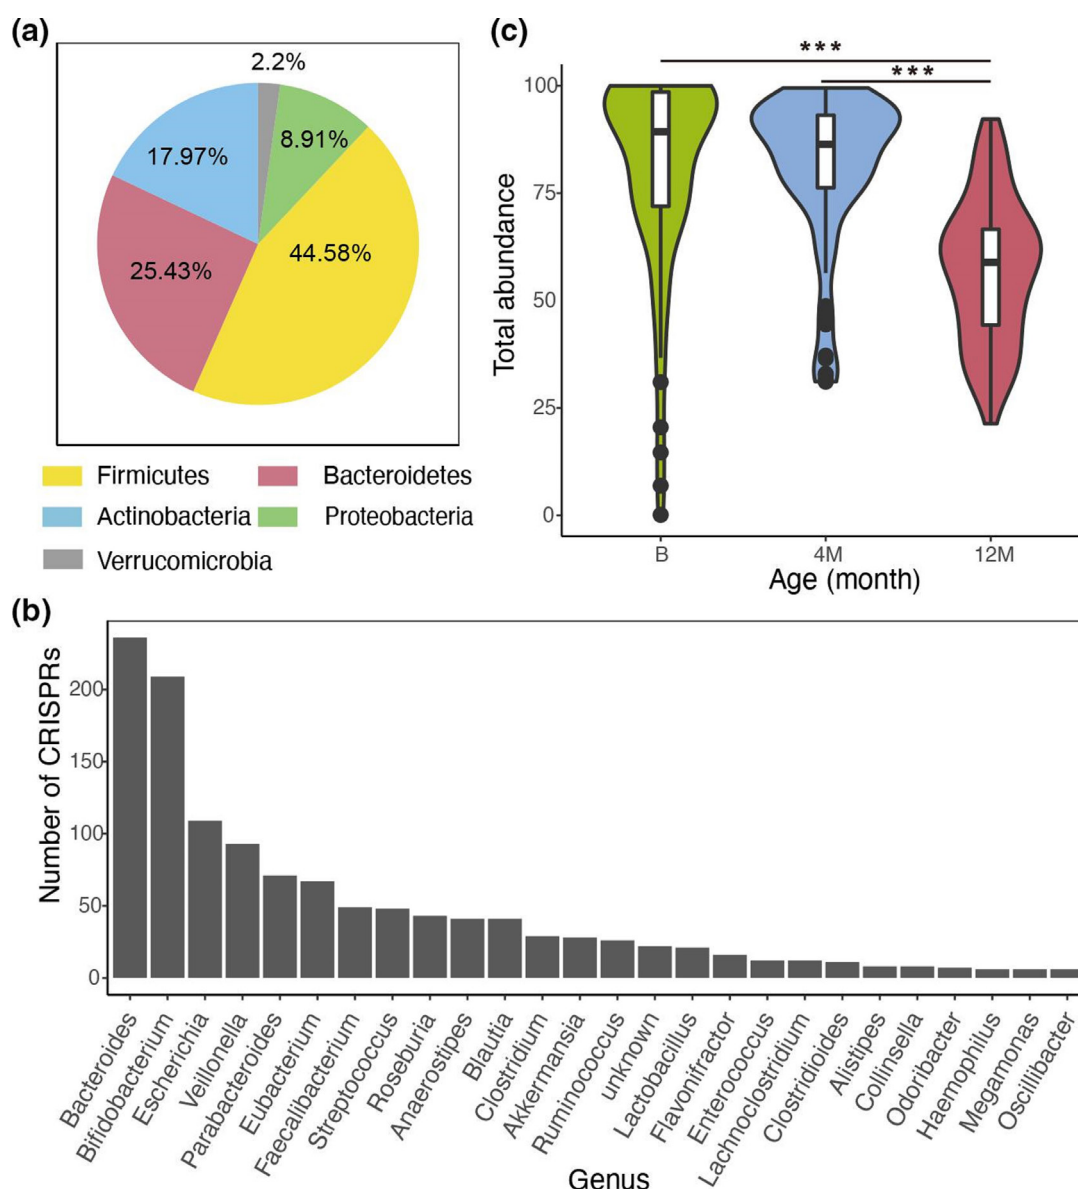 (a)
2.2%
8.91%
17.97%
44.58%
25.43%
Firmicutes
Bacteroidetes
Actinobacteria
Proteobacteria
Verrucomicrobia
(c)
***
***
100
75
50
25
0
Total abundance
B
4M
12M
Age (month)
(b)
Number of CRISPRs
200
150
100
50
0
Bacteroides
Bifidobacterium
Escherichia
Veillonella
Parabacteroides
Eubacterium
Faecalibacterium
Streptococcus
Roseburia
Anaerostipes
Blautia
Clostridium
Akkermansia
Ruminococcus
unknown
Lactobacillus
Flavonifractor
Enterococcus
Lachnoclostridium
Clostridioides
Alistipes
Collinsella
Odoribacter
Haemophilus
Megamonas
Oscillibacter
Genus